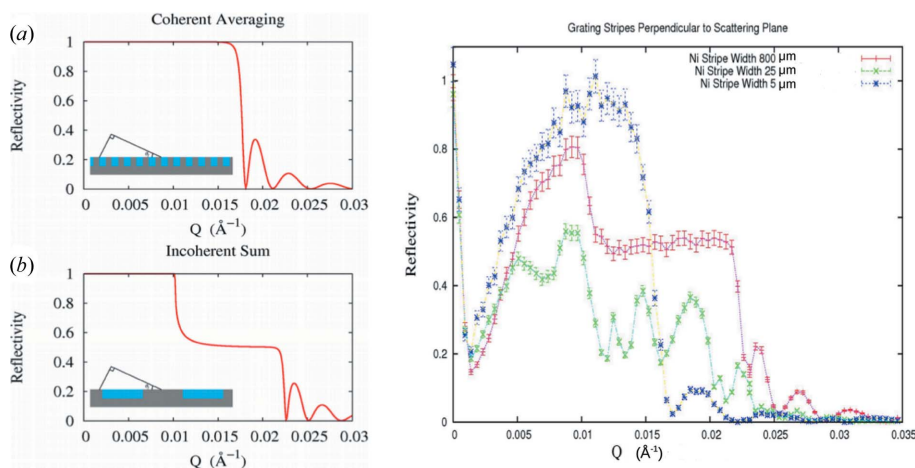 (a)
Coherent Averaging
Reflectivity
1
0.8
0.6
0.4
0.2
0
0 0.005 0.01 0.015 0.02 0.025 0.03
Q (Å⁻¹)
(b)
Incoherent Sum
Reflectivity
1
0.8
0.6
0.4
0.2
0
0 0.005 0.01 0.015 0.02 0.025 0.03
Q (Å⁻¹)
Grating Stripes Perpendicular to Scattering Plane
Ni Stripe Width 800 μm
Ni Stripe Width 25 μm
Ni Stripe Width 5 μm
Reflectivity
1
0.8
0.6
0.4
0.2
0
0 0.005 0.01 0.015 0.02 0.025 0.03 0.035
Q (Å⁻¹)